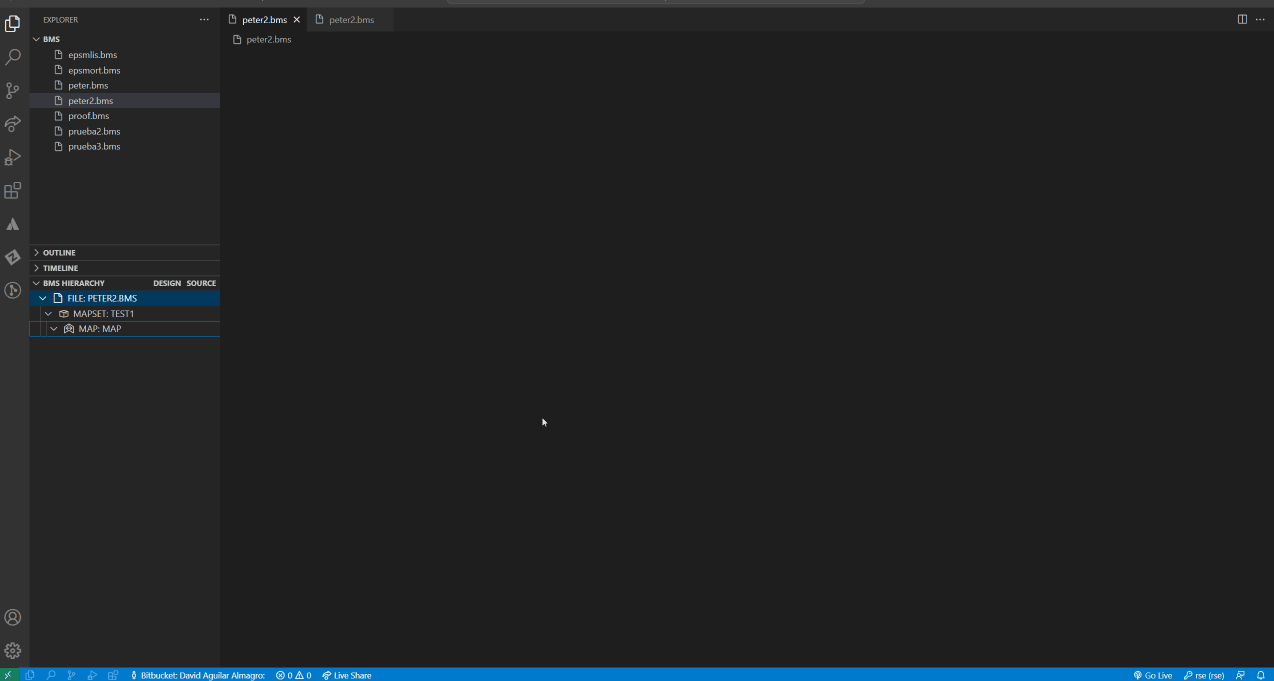 EXPLORER
BMS
epsmlis.bms
epsmort.bms
peter.bms
peter2.bms
proof.bms
prueba2.bms
prueba3.bms
OUTLINE
TIMELINE
BMS HIERARCHY DESIGN SOURCE
FILE: PETER2.BMS
MAPSET: TEST1
MAP: MAP
peter2.bms peter2.bms
peter2.bms
Bitbucket: David Aguilar Almagro: 0 0 Live Share Go Live rse (rse)